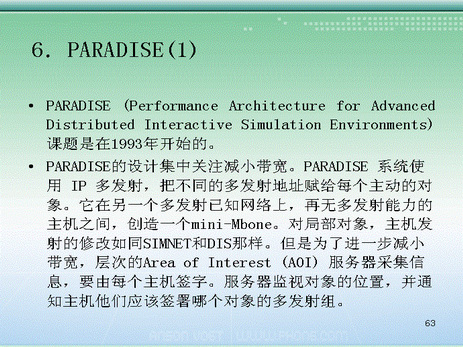 6. PARADISE(1)
• PARADISE (Performance Architecture for Advanced
Distributed Interactive Simulation Environments)
课题是在1993年开始的。
• PARADISE的设计集中关注减小带宽。PARADISE 系统使
用 IP 多发射，把不同的多发射地址赋给每个主动的对
象。它在另一个多发射已知网络上，再无多发射能力的
主机之间，创造一个mini-Mbone。对局部对象，主机发
射的修改如同SIMNET和DIS那样。但是为了进一步减小
带宽，层次的Area of Interest (AOI) 服务器采集信
息，要由每个主机签字。服务器监视对象的位置，并通
知主机他们应该签署哪个对象的多发射组。
63